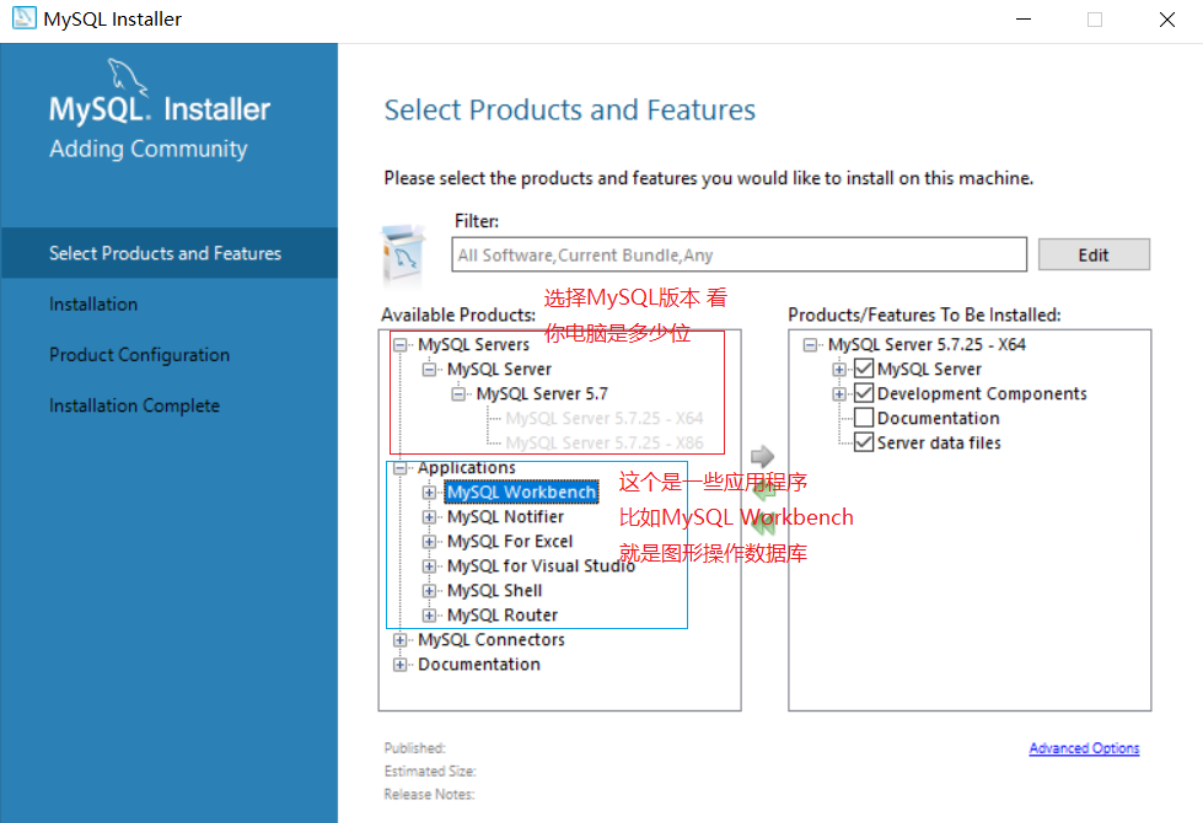 MySQL Installer
MySQL. Installer
Adding Community
Select Products and Features
Installation
Product Configuration
Installation Complete
Select Products and Features
Please select the products and features you would like to install on this machine.
Filter:
All Software,Current Bundle,Any
Edit
选择MySQL版本 看
你电脑是多少位
Available Products:
MySQL Servers
MySQL Server
MySQL Server 5.7
MySQL Server 5.7.25 - X64
MySQL Server 5.7.25 - X86
Applications
MySQL Workbench
MySQL Notifier
MySQL For Excel
MySQL for Visual Studio
MySQL Shell
MySQL Router
MySQL Connectors
Documentation
这个是一些应用程序
比如MySQL Workbench
就是图形操作数据库
Products/Features To Be Installed:
MySQL Server 5.7.25 - X64
MySQL Server
Development Components
Documentation
Server data files
Published:
Estimated Size:
Release Notes:
Advanced Options